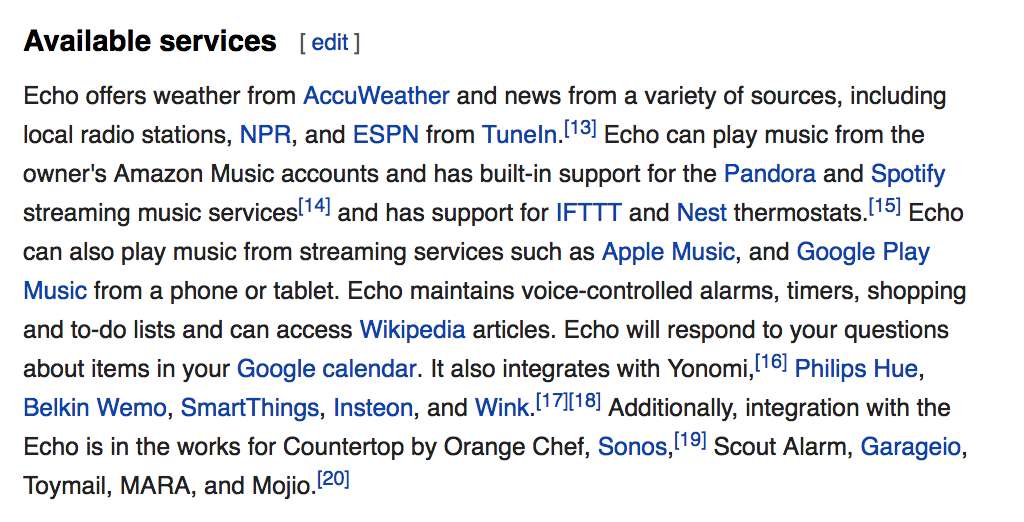 Available services [ edit ]
Echo offers weather from AccuWeather and news from a variety of sources, including
local radio stations, NPR, and ESPN from TuneIn.[13] Echo can play music from the
owner's Amazon Music accounts and has built-in support for the Pandora and Spotify
streaming music services[14] and has support for IFTTT and Nest thermostats.[15] Echo
can also play music from streaming services such as Apple Music, and Google Play
Music from a phone or tablet. Echo maintains voice-controlled alarms, timers, shopping
and to-do lists and can access Wikipedia articles. Echo will respond to your questions
about items in your Google calendar. It also integrates with Yonomi,[16] Philips Hue,
Belkin Wemo, SmartThings, Insteon, and Wink.[17][18] Additionally, integration with the
Echo is in the works for Countertop by Orange Chef, Sonos,[19] Scout Alarm, Garageio,
Toymail, MARA, and Mojio.[20]